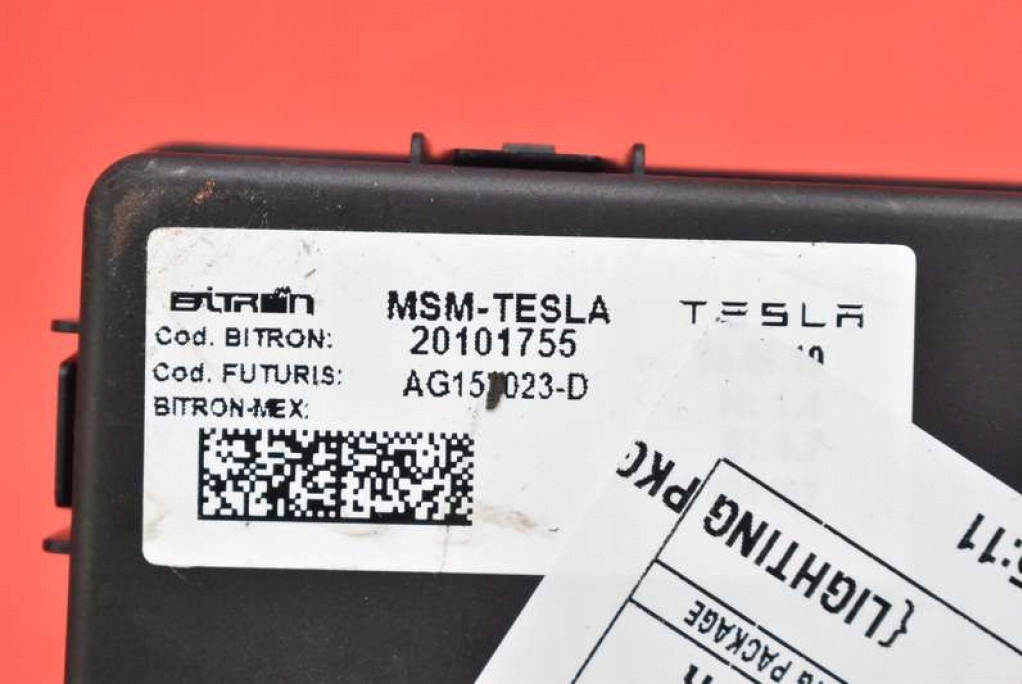 BITRON MSM-TESLA TESLA
Cod. BITRON: 20101755
Cod. FUTURIS:
BITRON-MEX:
{LIGHTING
PACKAGE